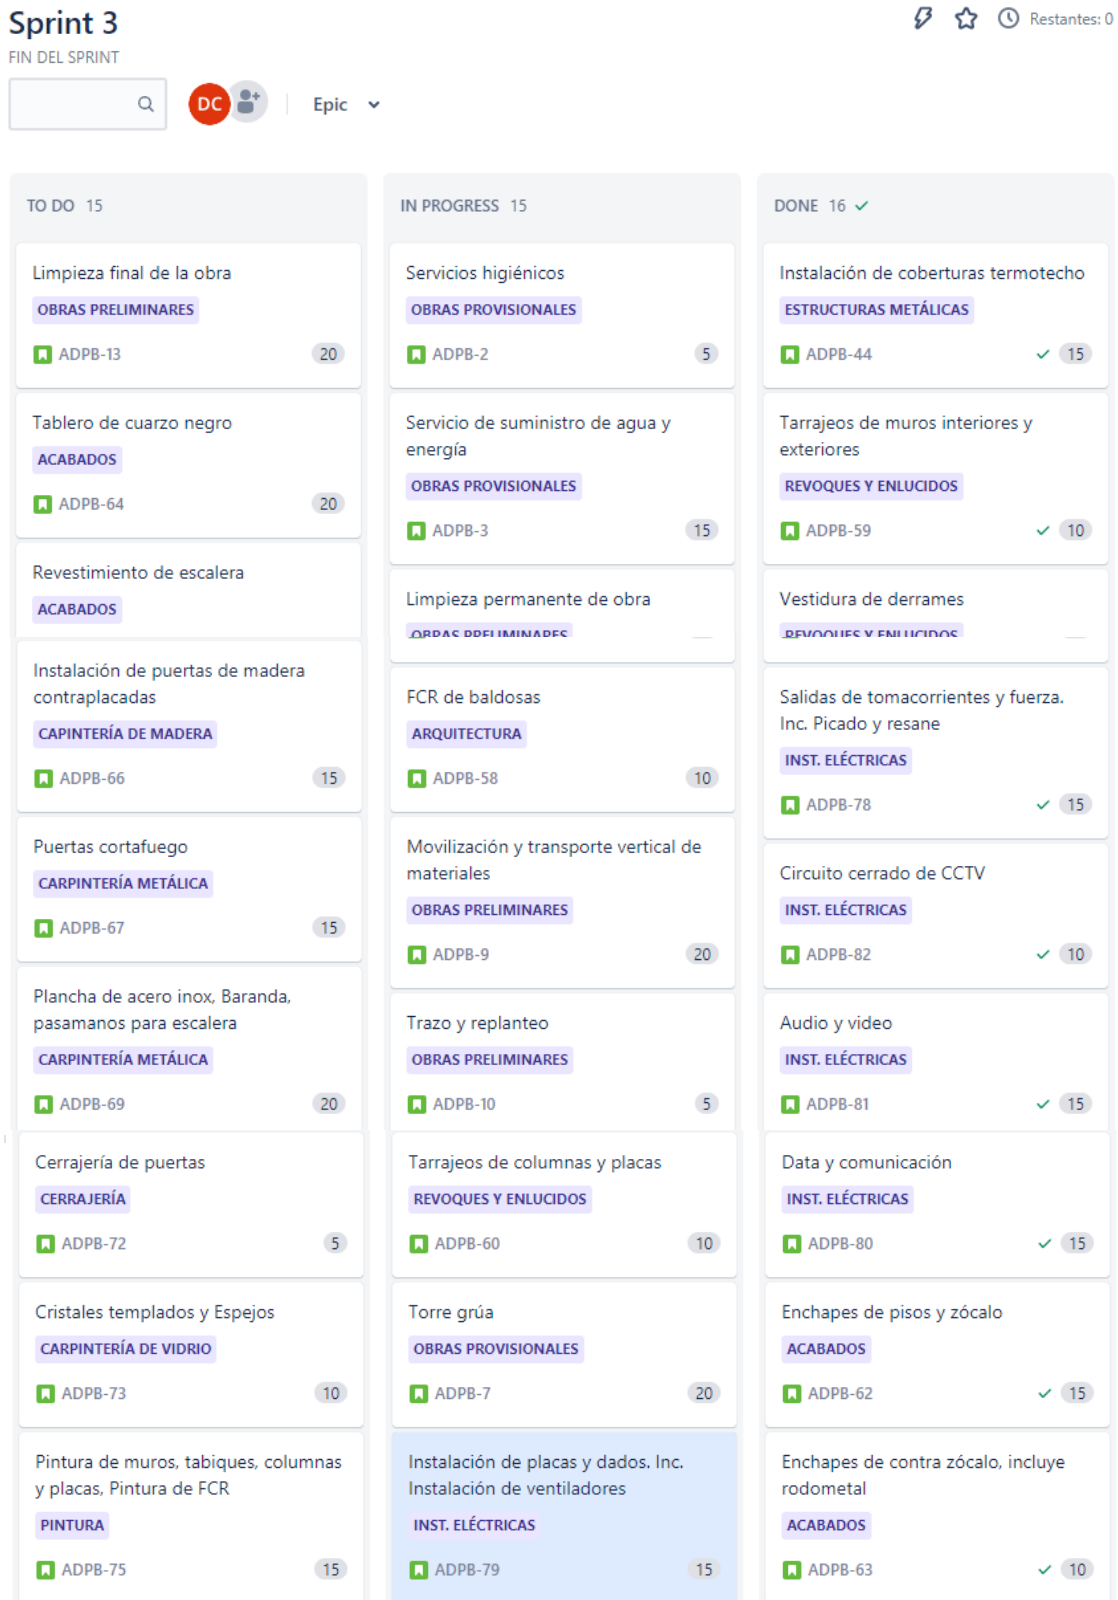 Sprint 3
Restantes: 0
FIN DEL SPRINT
DC
Epic
TO DO 15
Limpieza final de la obra
OBRAS PRELIMINARES
ADPB-13
20
Tablero de cuarzo negro
ACABADOS
ADPB-64
20
Revestimiento de escalera
ACABADOS
Instalación de puertas de madera
contraplacadas
CAPINTERÍA DE MADERA
ADPB-66
15
Puertas cortafuego
CARPINTERÍA METÁLICA
ADPB-67
15
Plancha de acero inox, Baranda,
pasamanos para escalera
CARPINTERÍA METÁLICA
ADPB-69
20
Cerrajería de puertas
CERRAJERÍA
ADPB-72
5
Cristales templados y Espejos
CARPINTERÍA DE VIDRIO
ADPB-73
10
Pintura de muros, tabiques, columnas
y placas, Pintura de FCR
PINTURA
ADPB-75
15
IN PROGRESS 15
Servicios higiénicos
OBRAS PROVISIONALES
ADPB-2
5
Servicio de suministro de agua y
energía
OBRAS PROVISIONALES
ADPB-3
15
Limpieza permanente de obra
OBRAS PRELIMINARES
FCR de baldosas
ARQUITECTURA
ADPB-58
10
Movilización y transporte vertical de
materiales
OBRAS PRELIMINARES
ADPB-9
20
Trazo y replanteo
OBRAS PRELIMINARES
ADPB-10
5
Tarrajeos de columnas y placas
REVOQUES Y ENLUCIDOS
ADPB-60
10
Torre grúa
OBRAS PROVISIONALES
ADPB-7
20
Instalación de placas y dados. Inc.
Instalación de ventiladores
INST. ELÉCTRICAS
ADPB-79
15
DONE 16
Instalación de coberturas termotecho
ESTRUCTURAS METÁLICAS
ADPB-44
15
Tarrajeos de muros interiores y
exteriores
REVOQUES Y ENLUCIDOS
ADPB-59
10
Vestidura de derrames
REVOQUES Y ENLUCIDOS
Salidas de tomacorrientes y fuerza.
Inc. Picado y resane
INST. ELÉCTRICAS
ADPB-78
15
Circuito cerrado de CCTV
INST. ELÉCTRICAS
ADPB-82
10
Audio y video
INST. ELÉCTRICAS
ADPB-81
15
Data y comunicación
INST. ELÉCTRICAS
ADPB-80
15
Enchapes de pisos y zócalo
ACABADOS
ADPB-62
15
Enchapes de contra zócalo, incluye
rodometal
ACABADOS
ADPB-63
10